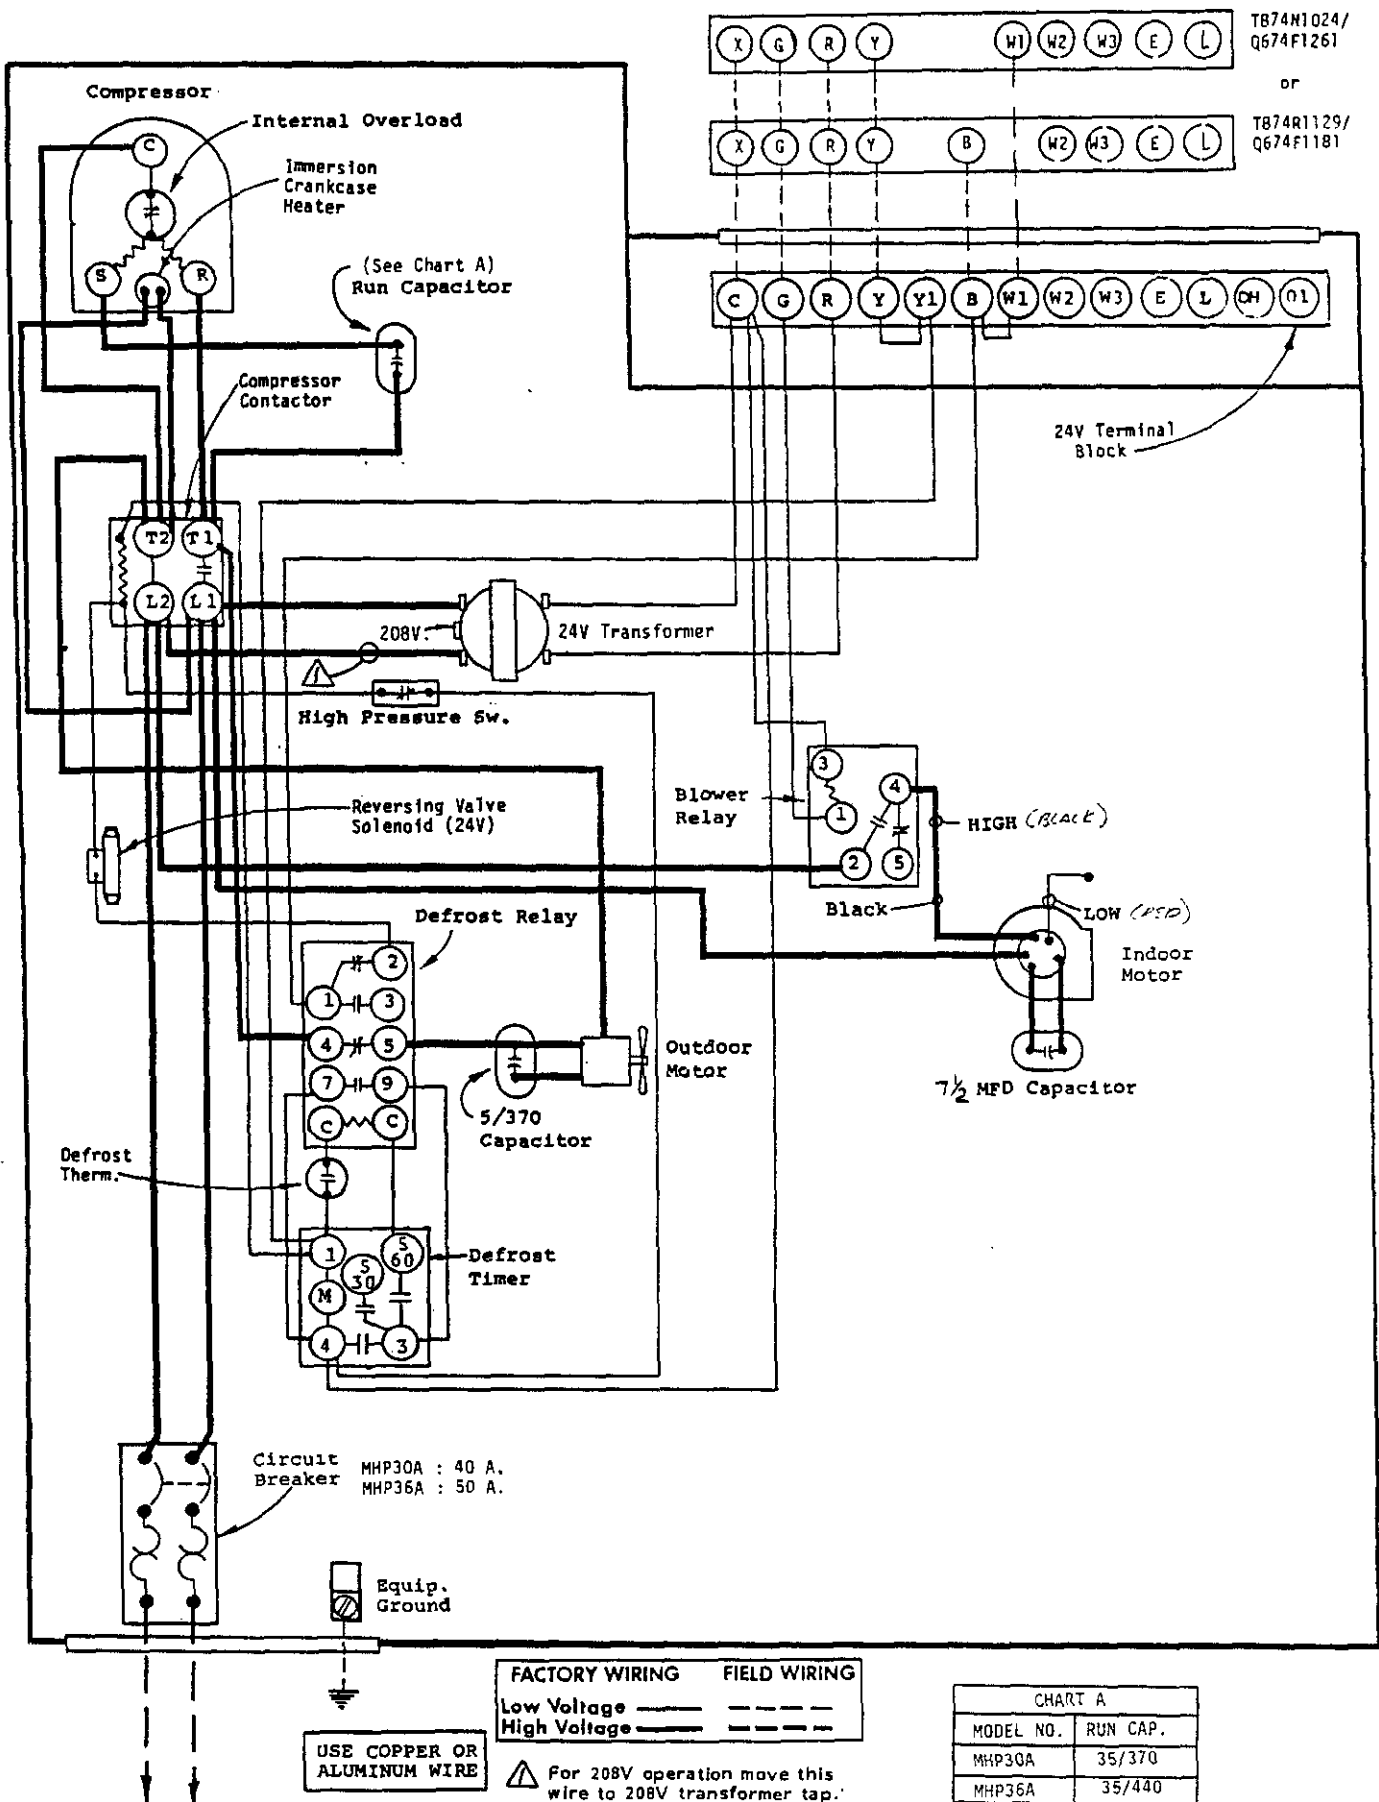 X G R Y W1 W2 W3 E L
T874N1024/
Q674F1261
or
X G R Y B W2 W3 E L
T874R1129/
Q674F1181
Compressor
C
Internal Overload
Immersion
Crankcase
Heater
S R
(See Chart A)
Run Capacitor
C G R Y Y1 B W1 W2 W3 E L OH O1
Compressor
Contactor
24V Terminal
Block
T2 T1
L2 L1
208V.
24V Transformer
1
High Pressure Sw.
Reversing Valve
Solenoid (24V)
Blower
Relay
3
4
1
2 5
HIGH (BLACK)
Black
LOW (RED)
Indoor
Motor
7½ MFD Capacitor
Defrost Relay
2
1 3
4 5
7 9
C C
Outdoor
Motor
5/370
Capacitor
Defrost
Therm.
1
S
60
S
30
M
4 3
Defrost
Timer
Circuit
Breaker
MHP30A : 40 A.
MHP36A : 50 A.
Equip.
Ground
FACTORY WIRING FIELD WIRING
Low Voltage
High Voltage
USE COPPER OR
ALUMINUM WIRE
1 For 208V operation move this
wire to 208V transformer tap.
CHART A
MODEL NO. RUN CAP.
MHP30A 35/370
MHP36A 35/440